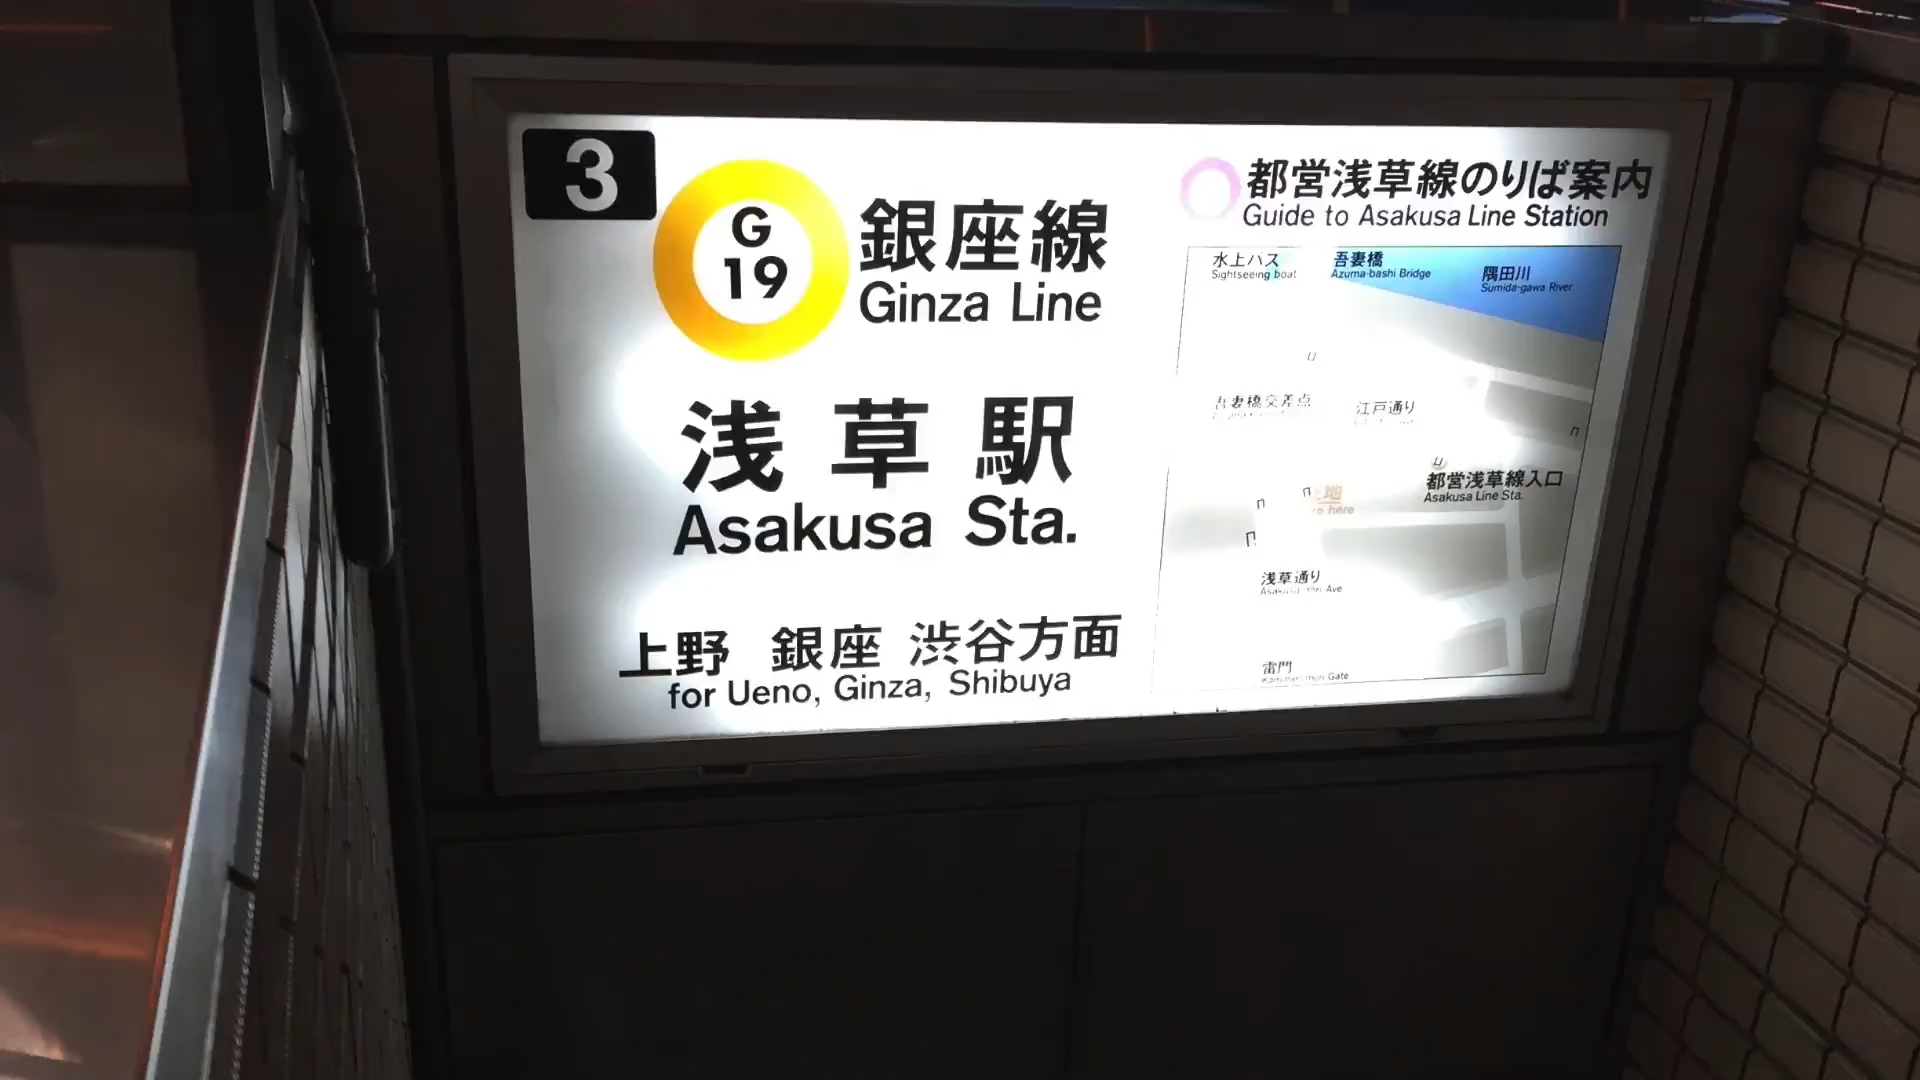 3
G
19
銀座線
Ginza Line
浅草駅
Asakusa Sta.
上野 銀座 渋谷方面
for Ueno, Ginza, Shibuya
都営浅草線のりば案内
Guide to Asakusa Line Station
水上バス
Sightseeing boat
吾妻橋
Azuma-bashi Bridge
隅田川
Sumida-gawa River
吾妻橋交差点
江戸通り
地
here
都営浅草線入口
Asakusa Line Sta.
浅草通り
Ave
雷門
Gate